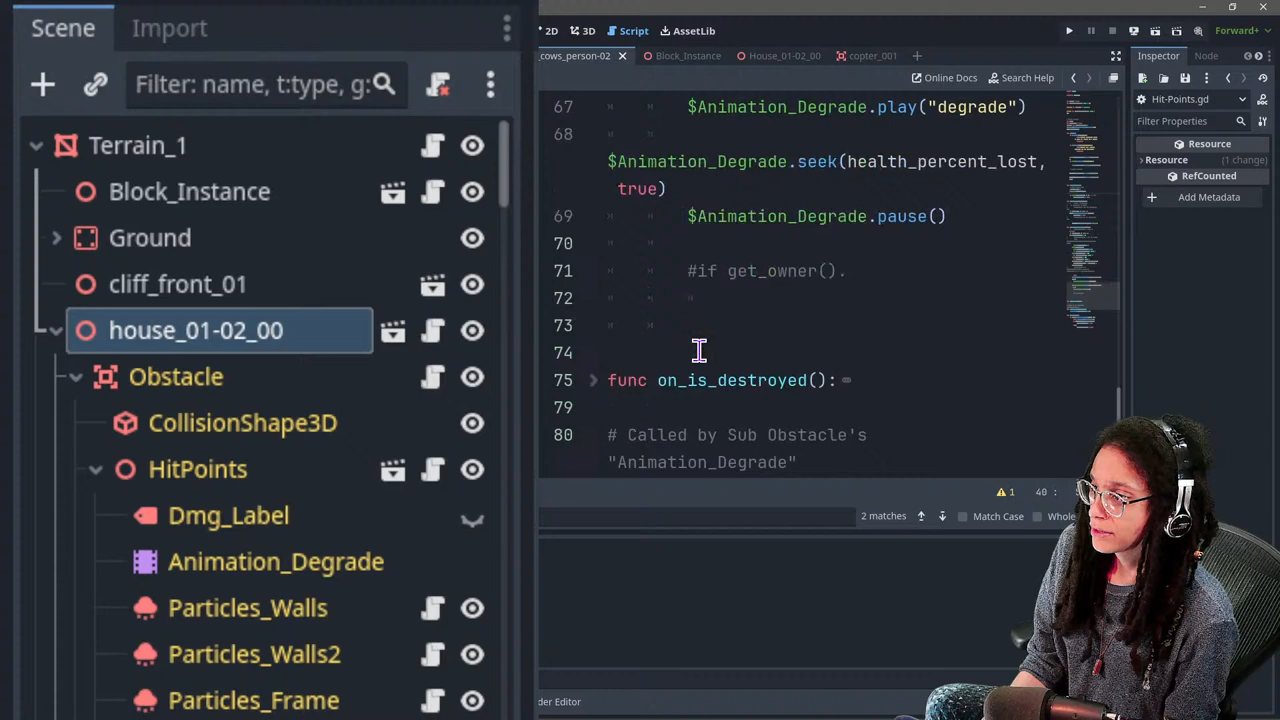 Scene
Import
Filter: name, t:type, g:
Terrain_1
Block_Instance
Ground
cliff_front_01
house_01-02_00
Obstacle
CollisionShape3D
HitPoints
Dmg_Label
Animation_Degrade
Particles_Walls
Particles_Walls2
Particles_Frame
2D 3D Script AssetLib
Forward+
_cows_person-02 Block_Instance House_01-02_00 copter_001
Online Docs Search Help
67 $Animation_Degrade.play("degrade")
68
$Animation_Degrade.seek(health_percent_lost,
true)
69 $Animation_Degrade.pause()
70
71 #if get_owner().
72
73
74
75 func on_is_destroyed():
79
80 # Called by Sub Obstacle's
"Animation_Degrade"
1 40 :
2 matches Match Case Whole
der Editor
Inspector Node
Hit-Points.gd
Filter Properties
Resource
Resource (1 change)
RefCounted
Add Metadata